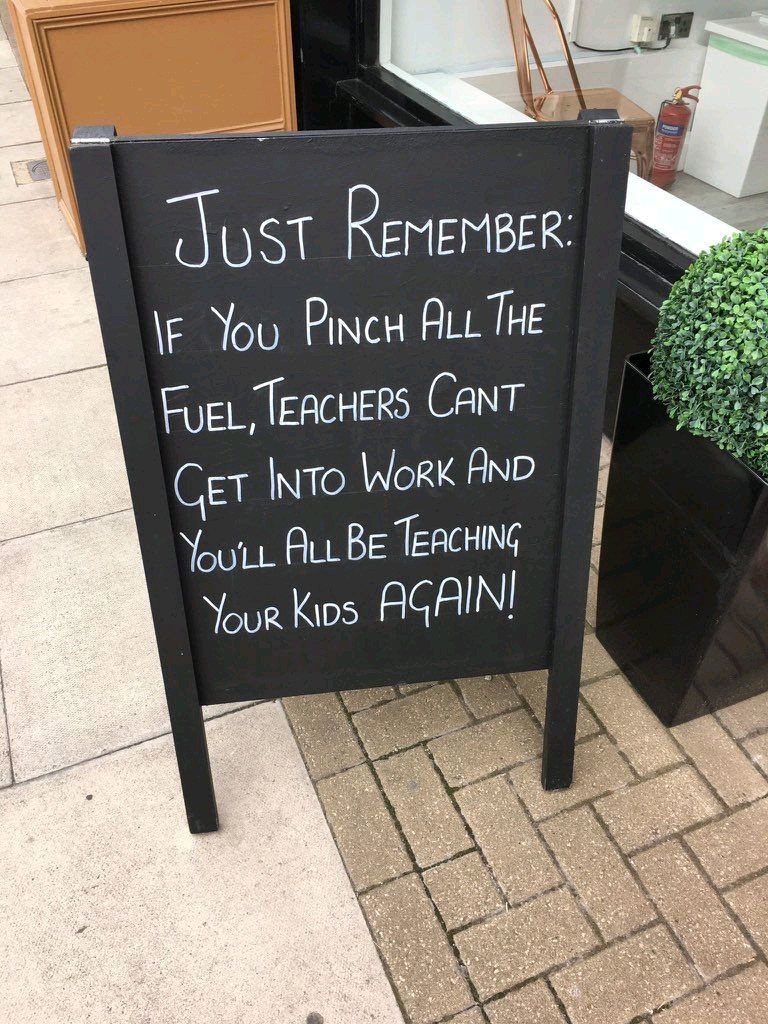 JUST REMEMBER:
IF YOU PINCH ALL THE
FUEL, TEACHERS CANT
GET INTO WORK AND
YOU'LL ALL BE TEACHING
YOUR KIDS AGAIN!